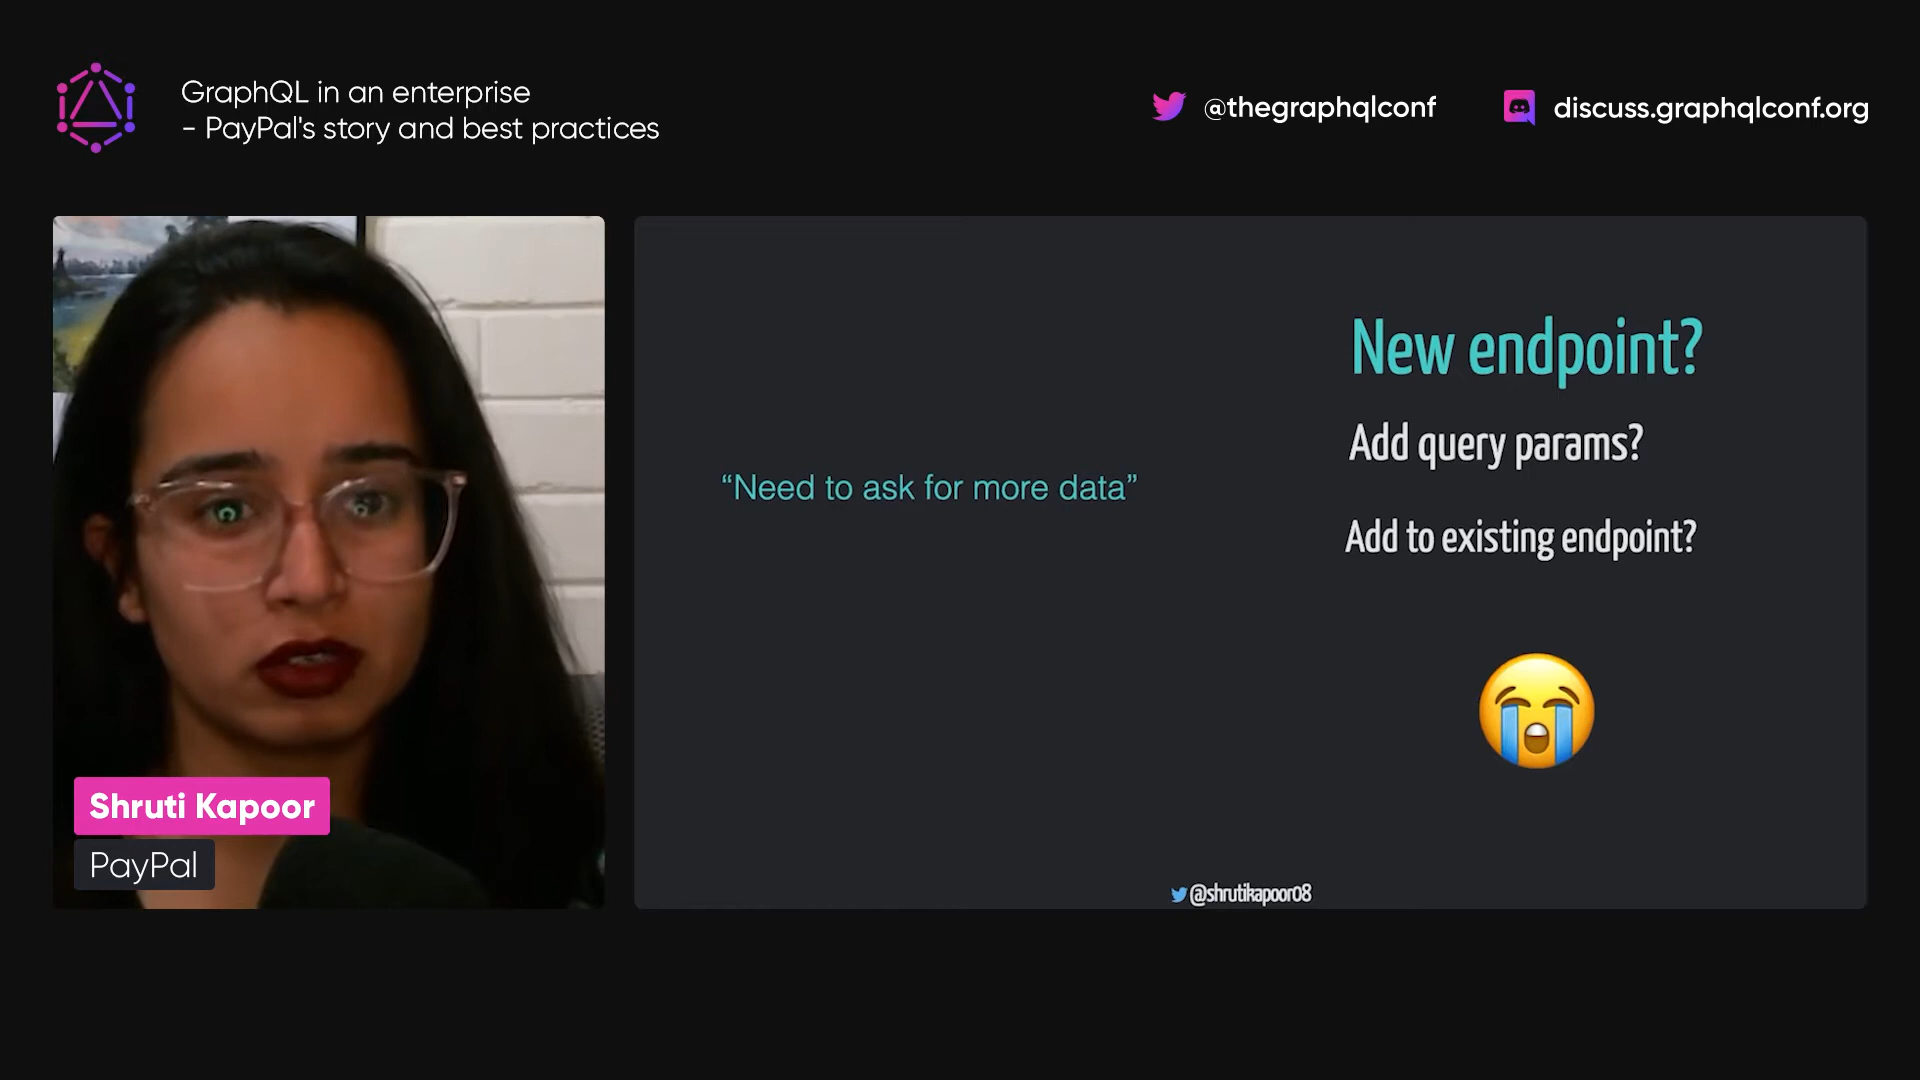 GraphQL in an enterprise
- PayPal's story and best practices
@thegraphqlconf
discuss.graphqlconf.org
Shruti Kapoor
PayPal
“Need to ask for more data”
New endpoint?
Add query params?
Add to existing endpoint?
@shrutikapoor08